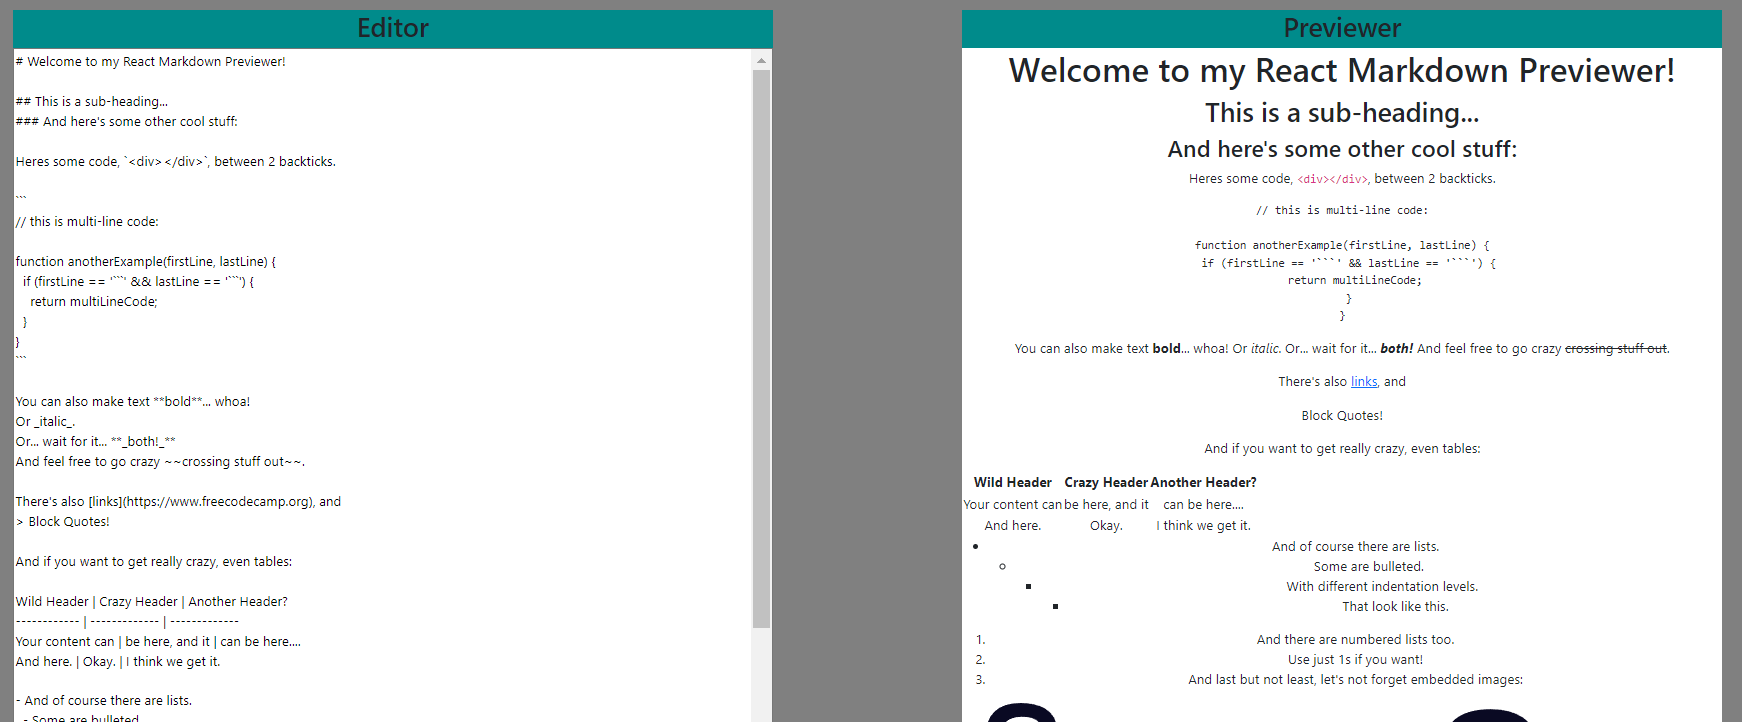 Editor
# Welcome to my React Markdown Previewer!
## This is a sub-heading...
### And here's some other cool stuff:
Heres some code, `<div></div>`, between 2 backticks.
```
// this is multi-line code:
function anotherExample(firstLine, lastLine) {
  if (firstLine == '```' && lastLine == '```') {
    return multiLineCode;
  }
}
```
You can also make text **bold**... whoa!
Or _italic_.
Or... wait for it... **_both!_**
And feel free to go crazy ~~crossing stuff out~~.
There's also [links](https://www.freecodecamp.org), and
> Block Quotes!
And if you want to get really crazy, even tables:
Wild Header | Crazy Header | Another Header?
------------ | ------------- | -------------
Your content can | be here, and it | can be here....
And here. | Okay. | I think we get it.
- And of course there are lists.
  - Some are bulleted.
Previewer
Welcome to my React Markdown Previewer!
This is a sub-heading...
And here's some other cool stuff:
Heres some code, <div></div>, between 2 backticks.
// this is multi-line code:
function anotherExample(firstLine, lastLine) {
if (firstLine == '```' && lastLine == '```') {
return multiLineCode;
}
}
You can also make text bold... whoa! Or italic. Or... wait for it... both! And feel free to go crazy crossing stuff out.
There's also links, and
Block Quotes!
And if you want to get really crazy, even tables:
Wild Header Crazy Header Another Header?
Your content can be here, and it can be here....
And here. Okay. I think we get it.
And of course there are lists.
Some are bulleted.
With different indentation levels.
That look like this.
1. And there are numbered lists too.
2. Use just 1s if you want!
3. And last but not least, let's not forget embedded images: